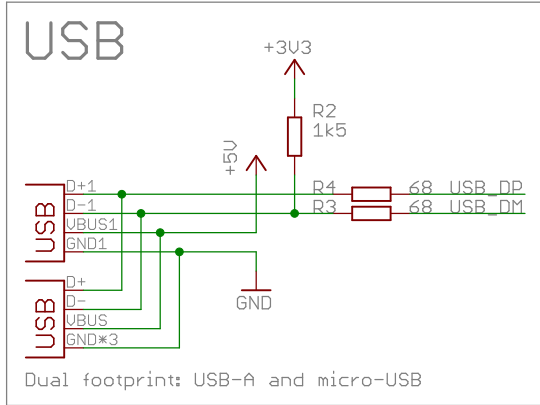 USB
+3V3
R2
1k5
+5V
D+1
R4 68 USB_DP
D-1
R3 68 USB_DM
VBUS1
GND1
USB
D+
D-
VBUS
GND*3
USB
GND
Dual footprint: USB-A and micro-USB